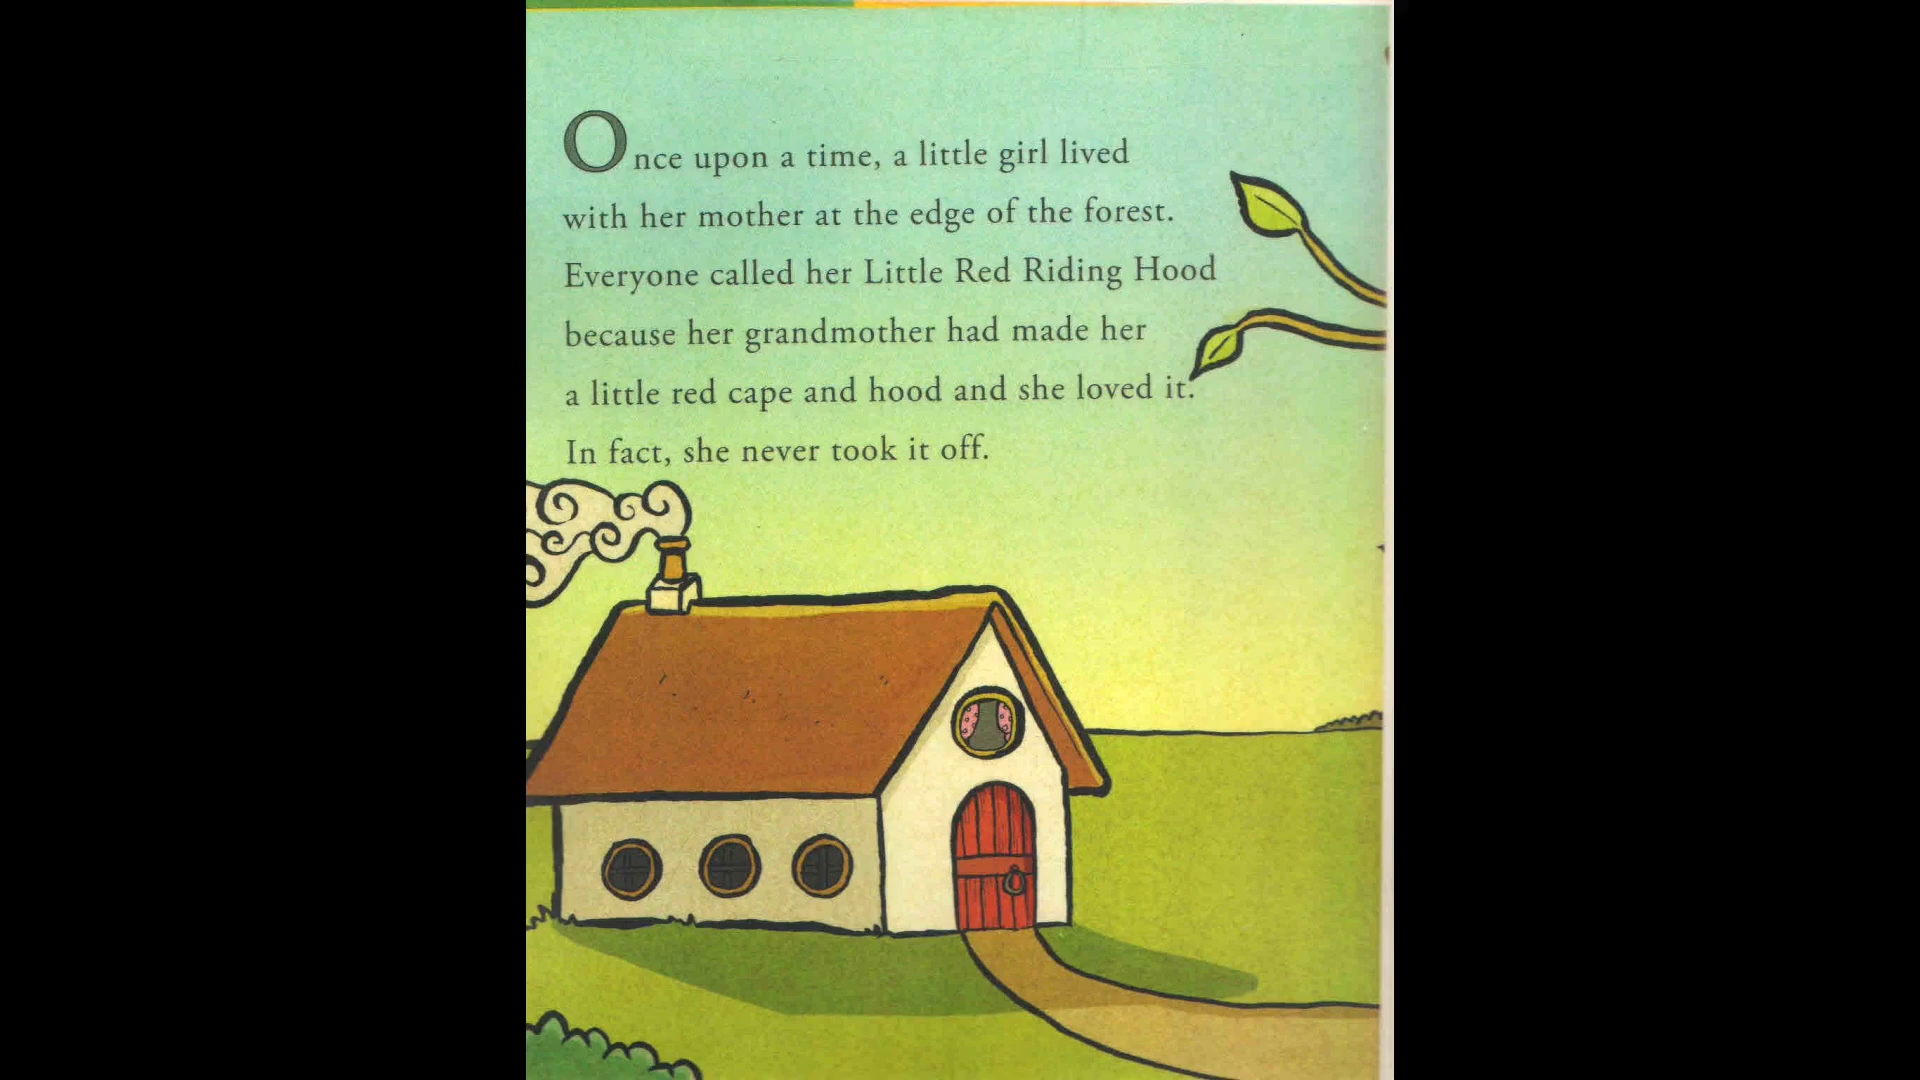 Once upon a time, a little girl lived
with her mother at the edge of the forest.
Everyone called her Little Red Riding Hood
because her grandmother had made her
a little red cape and hood and she loved it.
In fact, she never took it off.